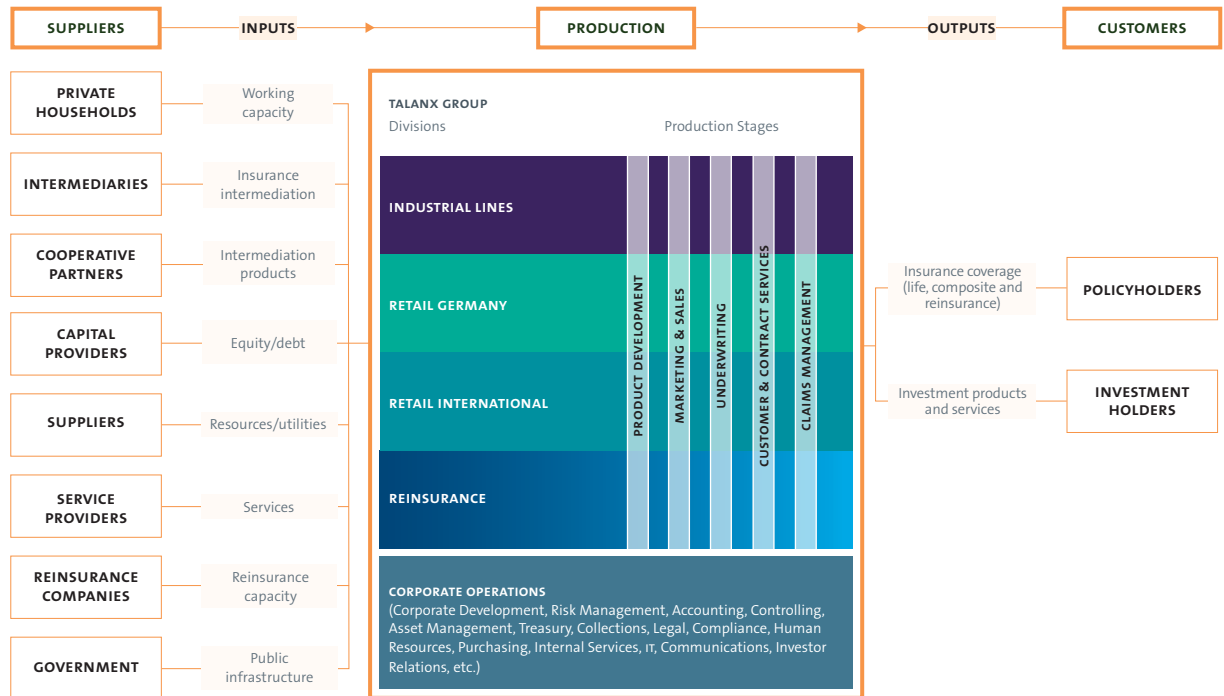 SUPPLIERS
INPUTS
PRODUCTION
OUTPUTS
CUSTOMERS
PRIVATE
HOUSEHOLDS
Working
capacity
INTERMEDIARIES
Insurance
intermediation
COOPERATIVE
PARTNERS
Intermediation
products
CAPITAL
PROVIDERS
Equity/debt
SUPPLIERS
Resources/utilities
SERVICE
PROVIDERS
Services
REINSURANCE
COMPANIES
Reinsurance
capacity
GOVERNMENT
Public
infrastructure
TALANX GROUP
Divisions
Production Stages
INDUSTRIAL LINES
RETAIL GERMANY
RETAIL INTERNATIONAL
REINSURANCE
PRODUCT DEVELOPMENT
MARKETING & SALES
UNDERWRITING
CUSTOMER & CONTRACT SERVICES
CLAIMS MANAGEMENT
CORPORATE OPERATIONS
(Corporate Development, Risk Management, Accounting, Controlling,
Asset Management, Treasury, Collections, Legal, Compliance, Human
Resources, Purchasing, Internal Services, IT, Communications, Investor
Relations, etc.)
Insurance coverage
(life, composite and
reinsurance)
POLICYHOLDERS
Investment products
and services
INVESTMENT
HOLDERS